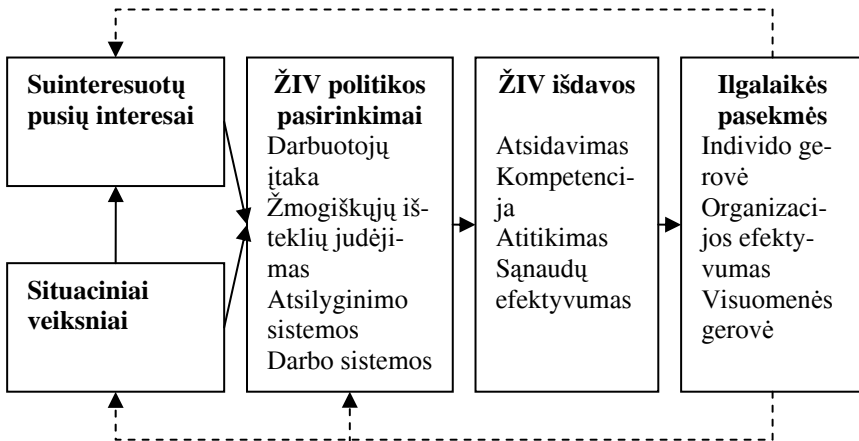 Suinteresuotų
pusių interesai
Situaciniai
veiksniai
ŽIV politikos
pasirinkimai
Darbuotojų
įtaka
Žmogiškųjų iš-
teklių judėji-
mas
Atsilyginimo
sistemos
Darbo sistemos
ŽIV išdavos
Atsidavimas
Kompetenci-
ja
Atitikimas
Sąnaudų
efektyvumas
Ilgalaikės
pasekmės
Individo ge-
rovė
Organizaci-
jos efekty-
vumas
Visuomenės
gerovė